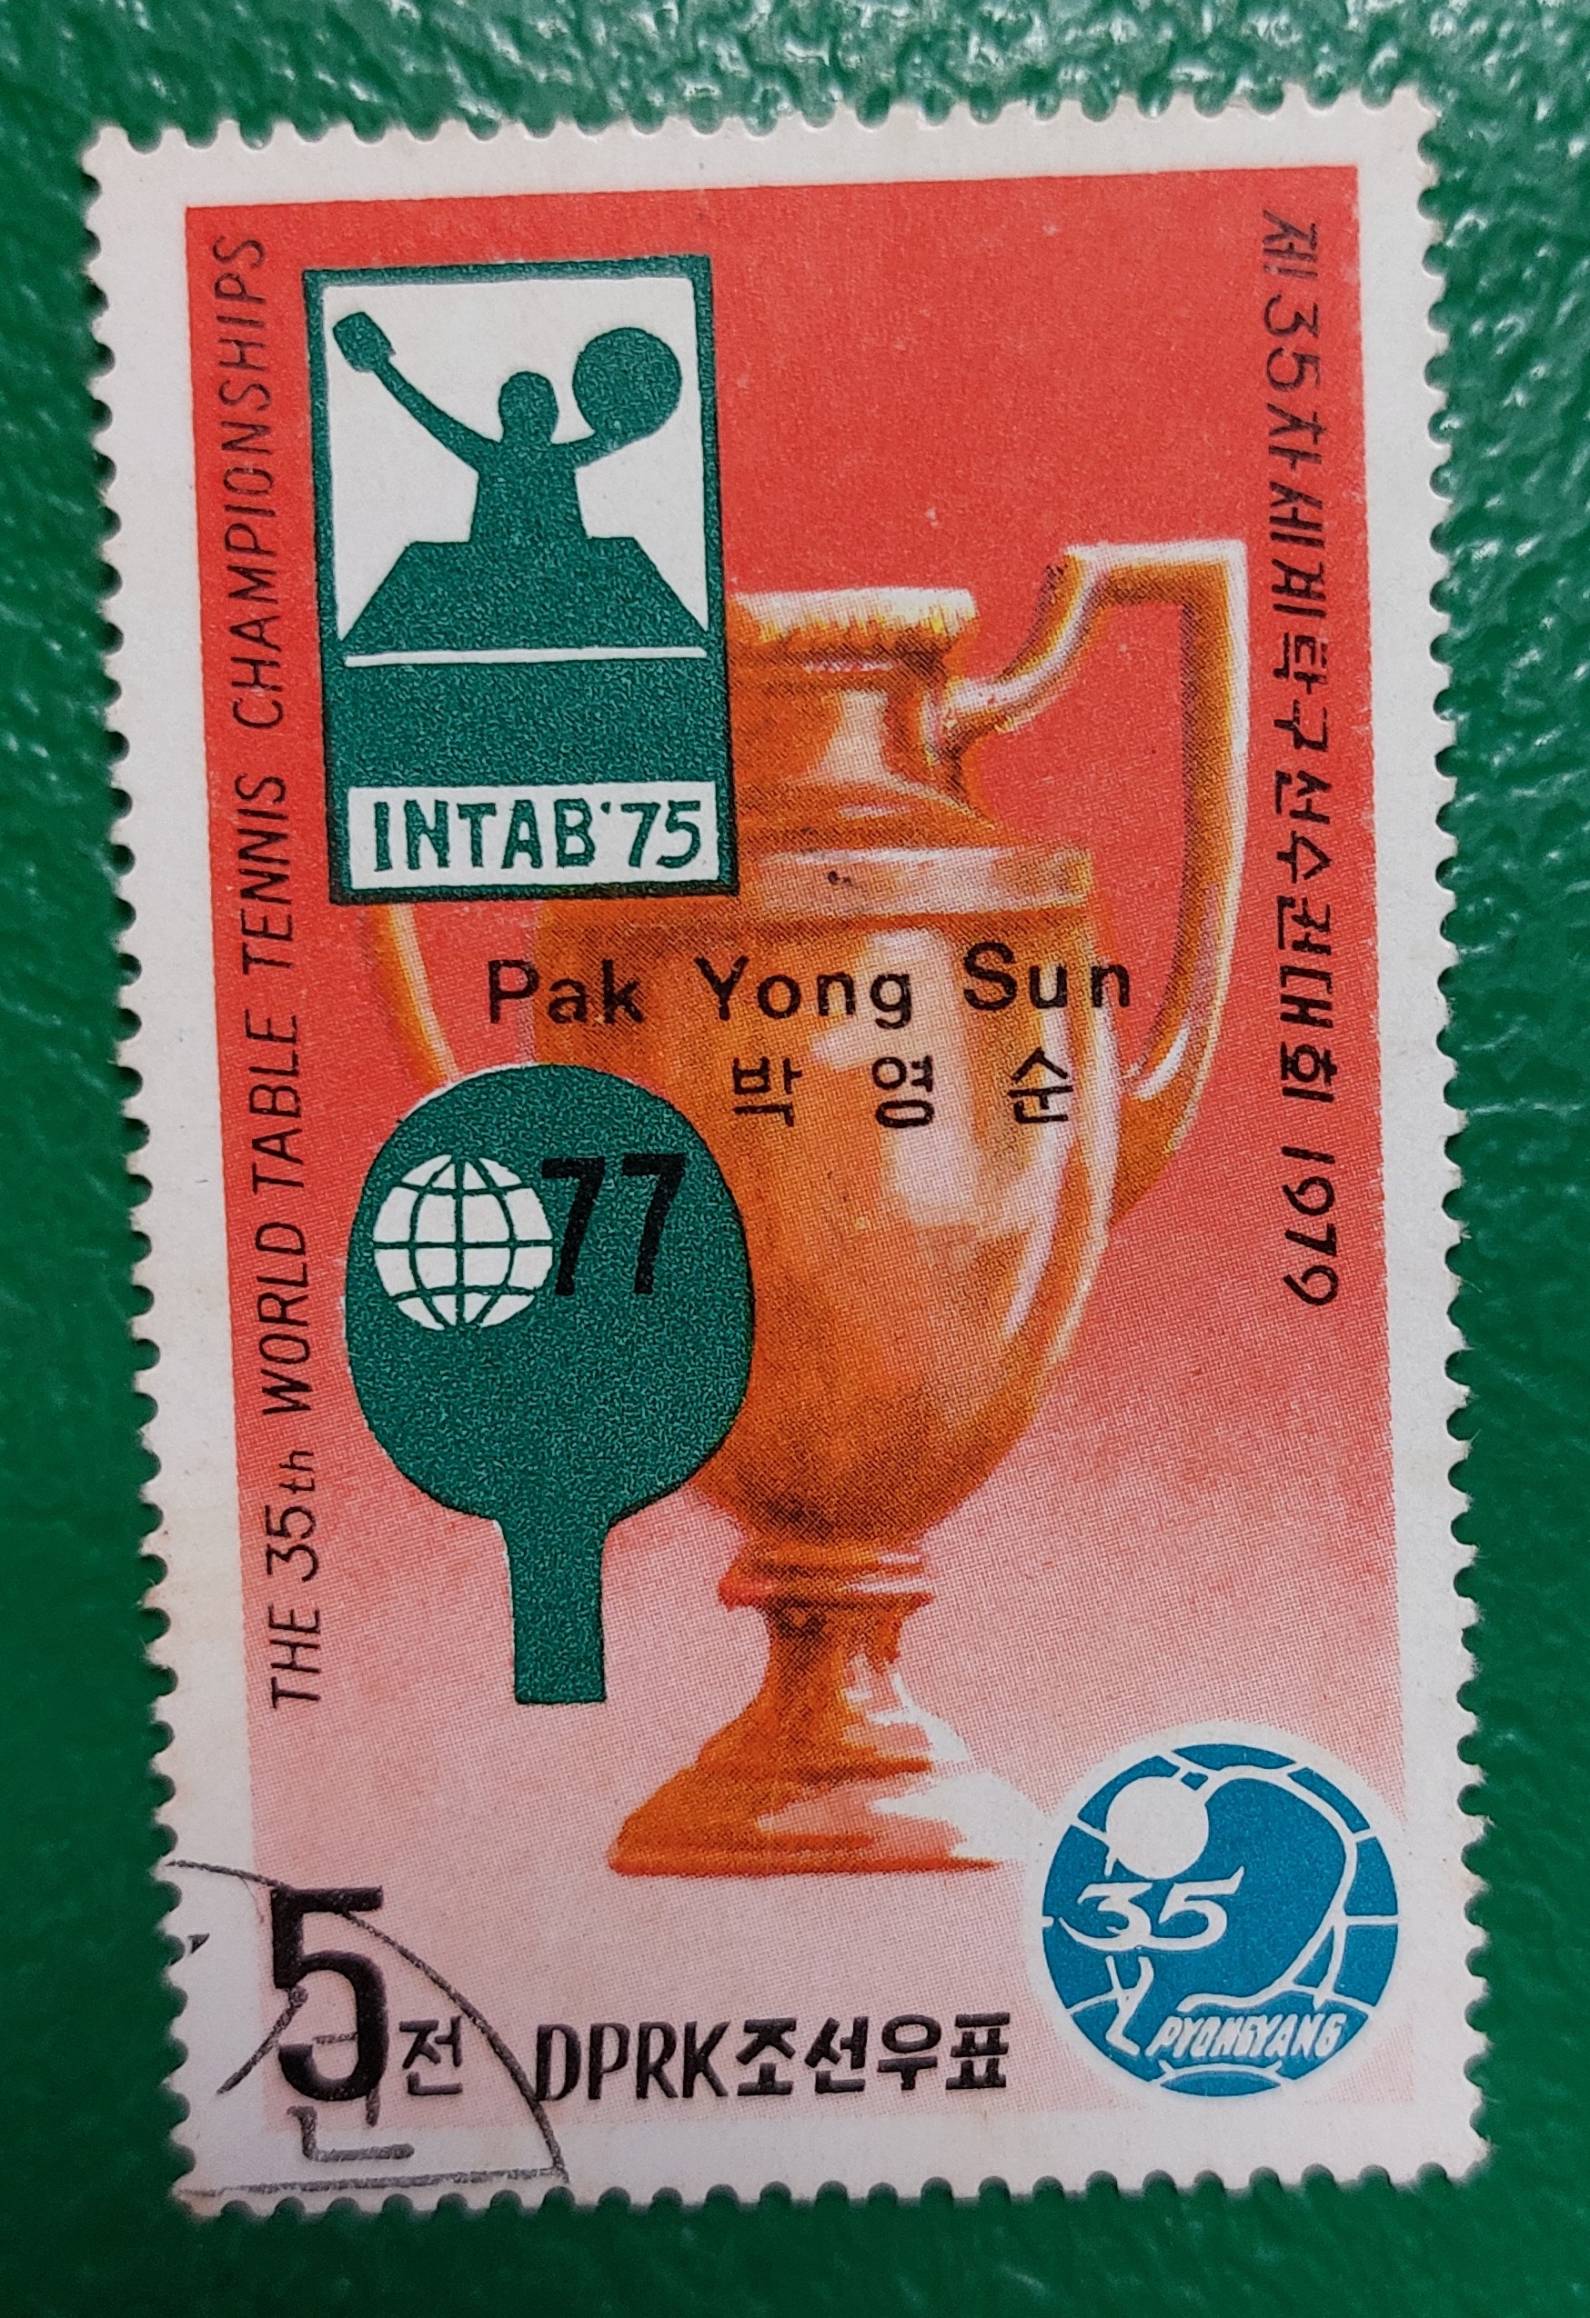 THE 35th WORLD TABLE TENNIS CHAMPIONSHIPS
제35차세계탁구선수권대회 1979
INTAB'75
Pak Yong Sun
박 영 순
77
35
PYONGYANG
5전
DPRK조선우표